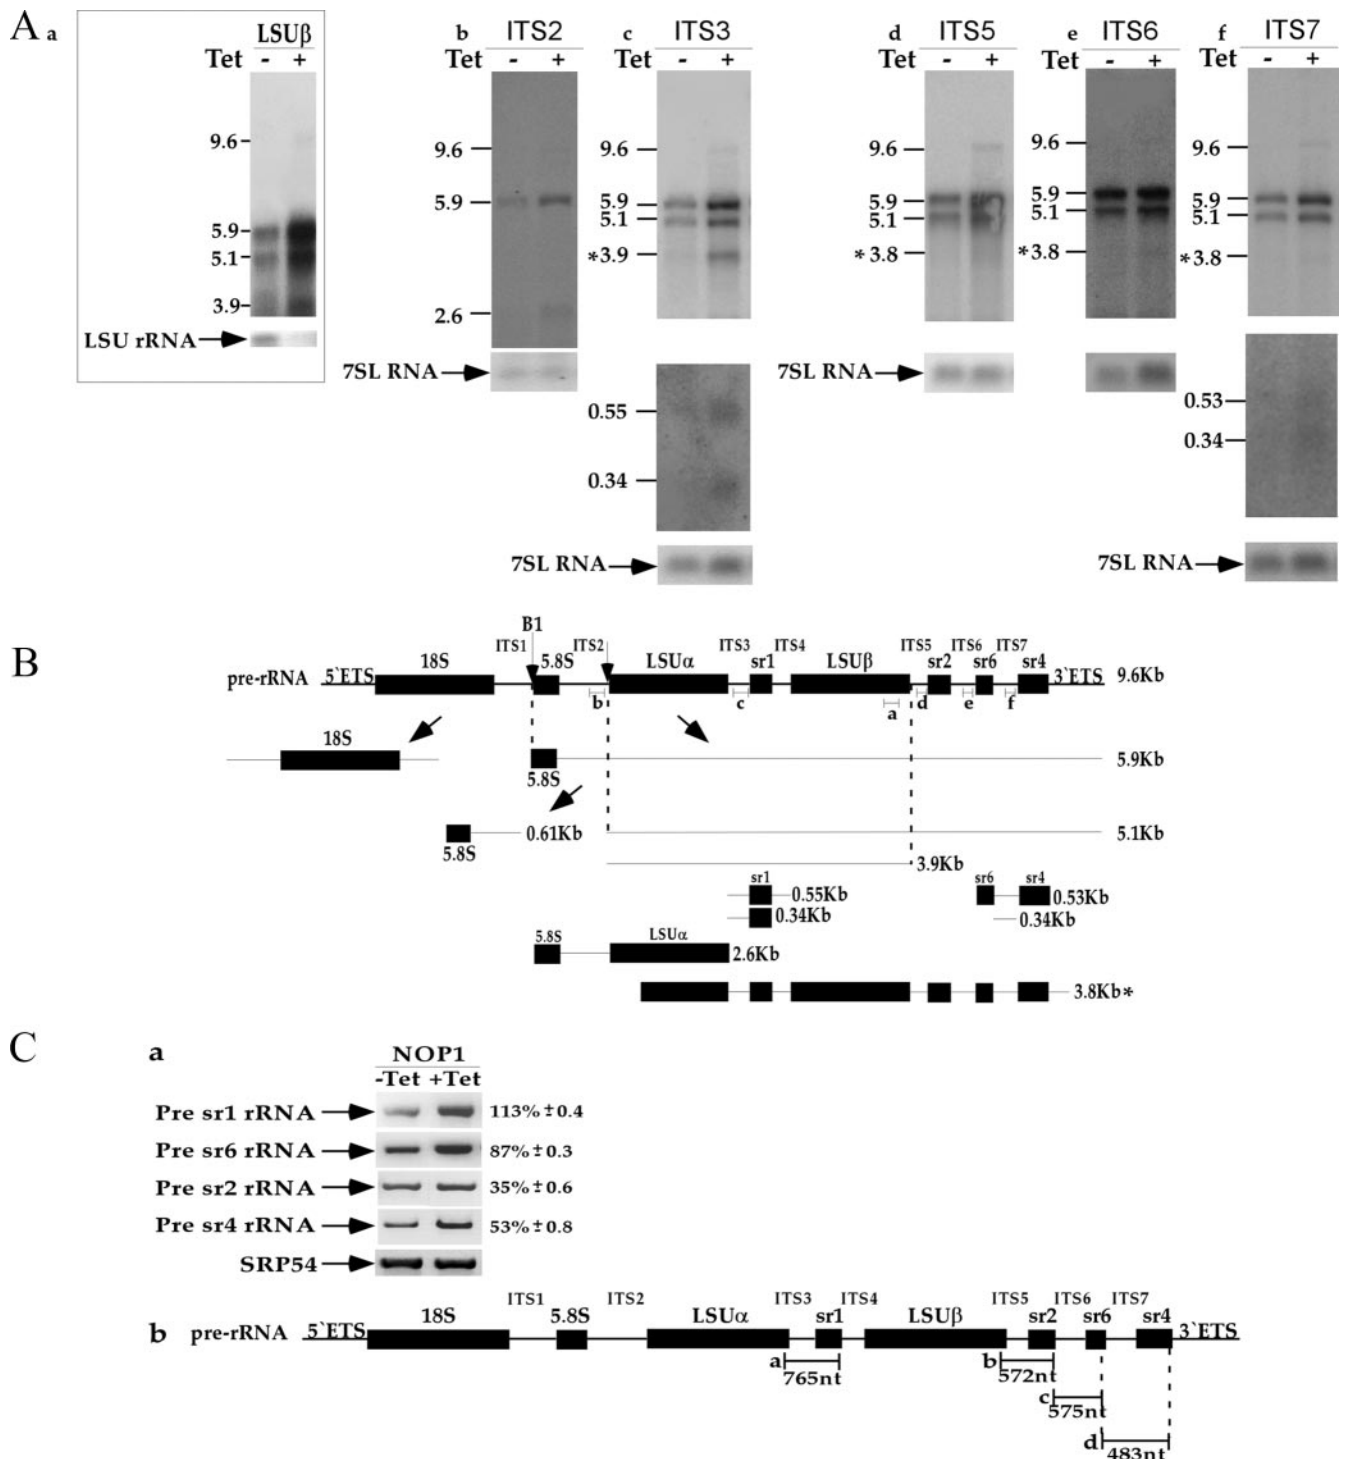 A
a
LSUβ
Tet - +
9.6
5.9
5.1
3.9
LSU rRNA
b
ITS2
Tet - +
9.6
5.9
2.6
7SL RNA
c
ITS3
Tet - +
9.6
5.9
5.1
*3.9
0.55
0.34
7SL RNA
d
ITS5
Tet - +
9.6
5.9
5.1
*3.8
7SL RNA
e
ITS6
Tet - +
9.6
5.9
5.1
*3.8
f
ITS7
Tet - +
9.6
5.9
5.1
*3.8
0.53
0.34
7SL RNA
B
B1
ITS1 ITS2 ITS3 ITS4 ITS5 ITS6 ITS7
pre-rRNA 5`ETS 18S 5.8S LSUα sr1 LSUβ sr2 sr6 sr4 3`ETS 9.6Kb
b c a d e f
18S
5.8S 5.9Kb
5.8S 0.61Kb 5.1Kb
3.9Kb
sr1 0.55Kb sr6 sr4 0.53Kb
0.34Kb 0.34Kb
5.8S LSUα 2.6Kb
3.8Kb*
C
a
NOP1
-Tet +Tet
Pre sr1 rRNA 113%±0.4
Pre sr6 rRNA 87%±0.3
Pre sr2 rRNA 35%±0.6
Pre sr4 rRNA 53%±0.8
SRP54
ITS1 ITS2 ITS3 ITS4 ITS5 ITS6 ITS7
b pre-rRNA 5`ETS 18S 5.8S LSUα sr1 LSUβ sr2 sr6 sr4 3`ETS
a 765nt b 572nt
c 575nt
d 483nt